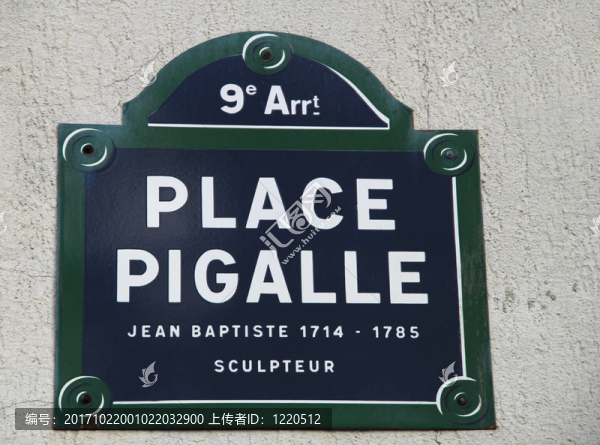 9e Arrt
PLACE
PIGALLE
JEAN BAPTISTE 1714 - 1785
SCULPTEUR
编号：20171022001022032900 上传者ID：1220512